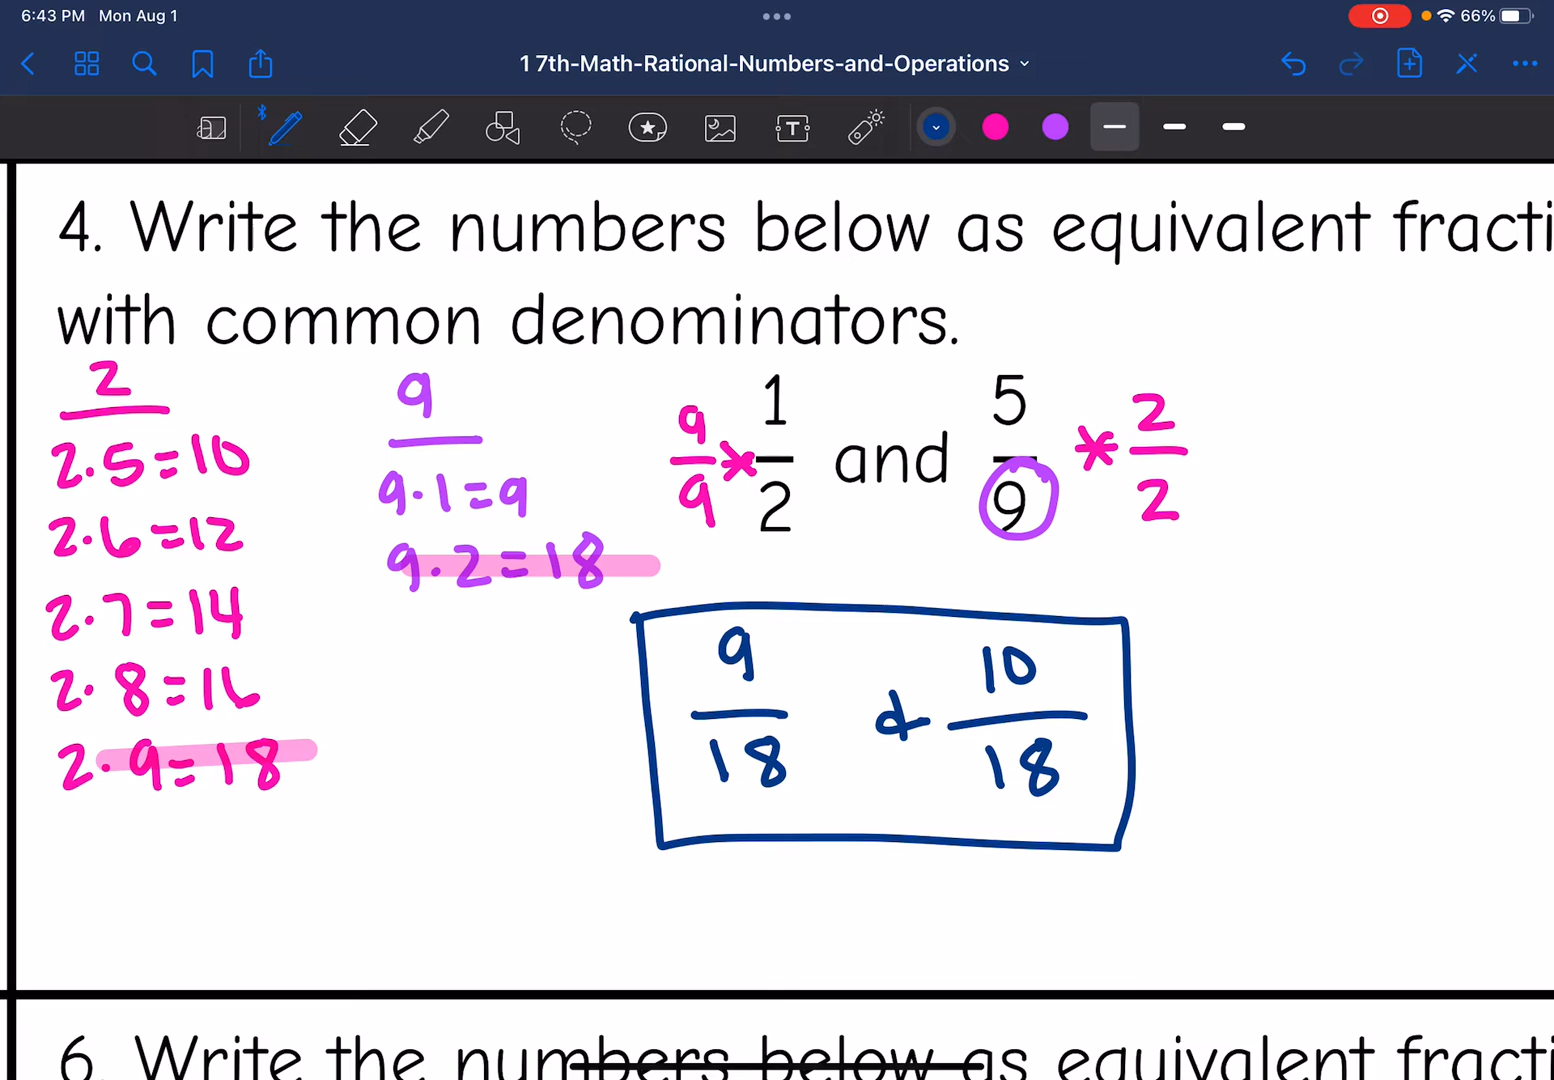 6:43 PM Mon Aug 1
66%
1 7th-Math-Rational-Numbers-and-Operations
T
4. Write the numbers below as equivalent fracti
with common denominators.
2
2·5=10
2·6=12
2·7=14
2·8=16
2·9=18
9
9·1=9
9·2=18
9/9 * 1/2 and 5/9 * 2/2
9/18 & 10/18
6. Write the numbers below as equivalent fracti